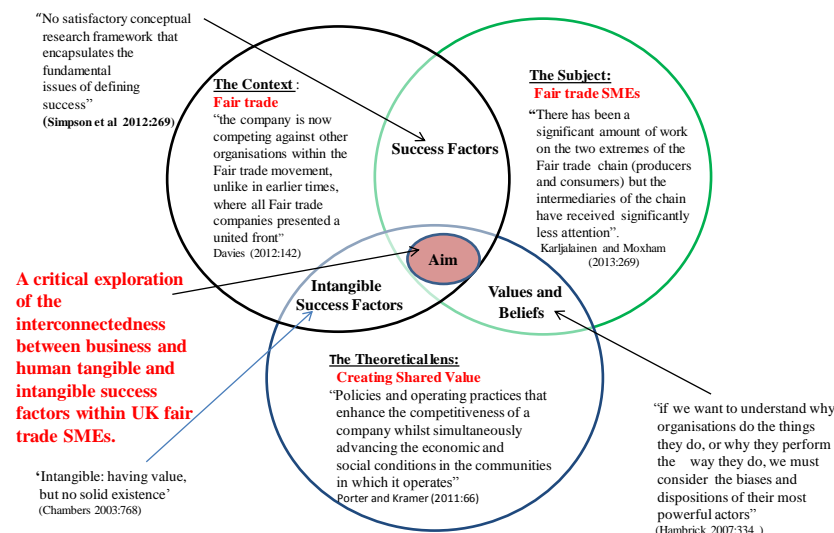 “No satisfactory conceptual
research framework that
encapsulates the
fundamental
issues of defining
success”
(Simpson et al 2012:269)
The Context :
Fair trade
“the company is now
competing against other
organisations within the
Fair trade movement,
unlike in earlier times,
where all Fair trade
companies presented a
united front”
Davies (2012:142)
Success Factors
The Subject:
Fair trade SMEs
“There has been a
significant amount of work
on the two extremes of the
Fair trade chain (producers
and consumers) but the
intermediaries of the chain
have received significantly
less attention”.
Karljalainen and Moxham
(2013:269)
Aim
A critical exploration
of the
interconnectedness
between business and
human tangible and
intangible success
factors within UK fair
trade SMEs.
Intangible
Success Factors
Values and
Beliefs
The Theoretical lens:
Creating Shared Value
“Policies and operating practices that
enhance the competitiveness of a
company whilst simultaneously
advancing the economic and
social conditions in the communities
in which it operates”
Porter and Kramer (2011:66)
‘Intangible: having value,
but no solid existence’
(Chambers 2003:768)
“if we want to understand why
organisations do the things
they do, or why they perform
the way they do, we must
consider the biases and
dispositions of their most
powerful actors”
(Hambrick 2007:334 )